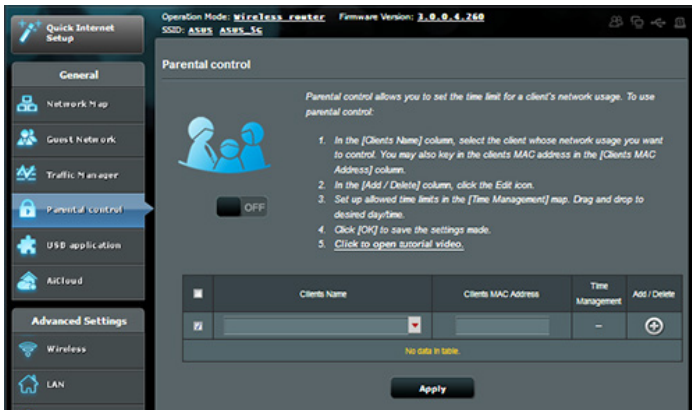 Quick Internet
Setup
Operation Mode: Wireless router Firmware Version: 3.0.0.4.260
SSID: ASUS ASUS_5G
General
Network Map
Guest Network
Traffic Manager
Parental control
USB application
AiCloud
Advanced Settings
Wireless
LAN
Parental control
OFF
Parental control allows you to set the time limit for a client's network usage. To use
parental control:
1. In the [Clients Name] column, select the client whose network usage you want
to control. You may also key in the clients MAC address in the [Clients MAC
Address] column.
2. In the [Add / Delete] column, click the Edit icon.
3. Set up allowed time limits in the [Time Management] map. Drag and drop to
desired day/time.
4. Click [OK] to save the settings made.
5. Click to open tutorial video.
Clients Name
Clients MAC Address
Time
Management
Add / Delete
–
No data in table.
Apply